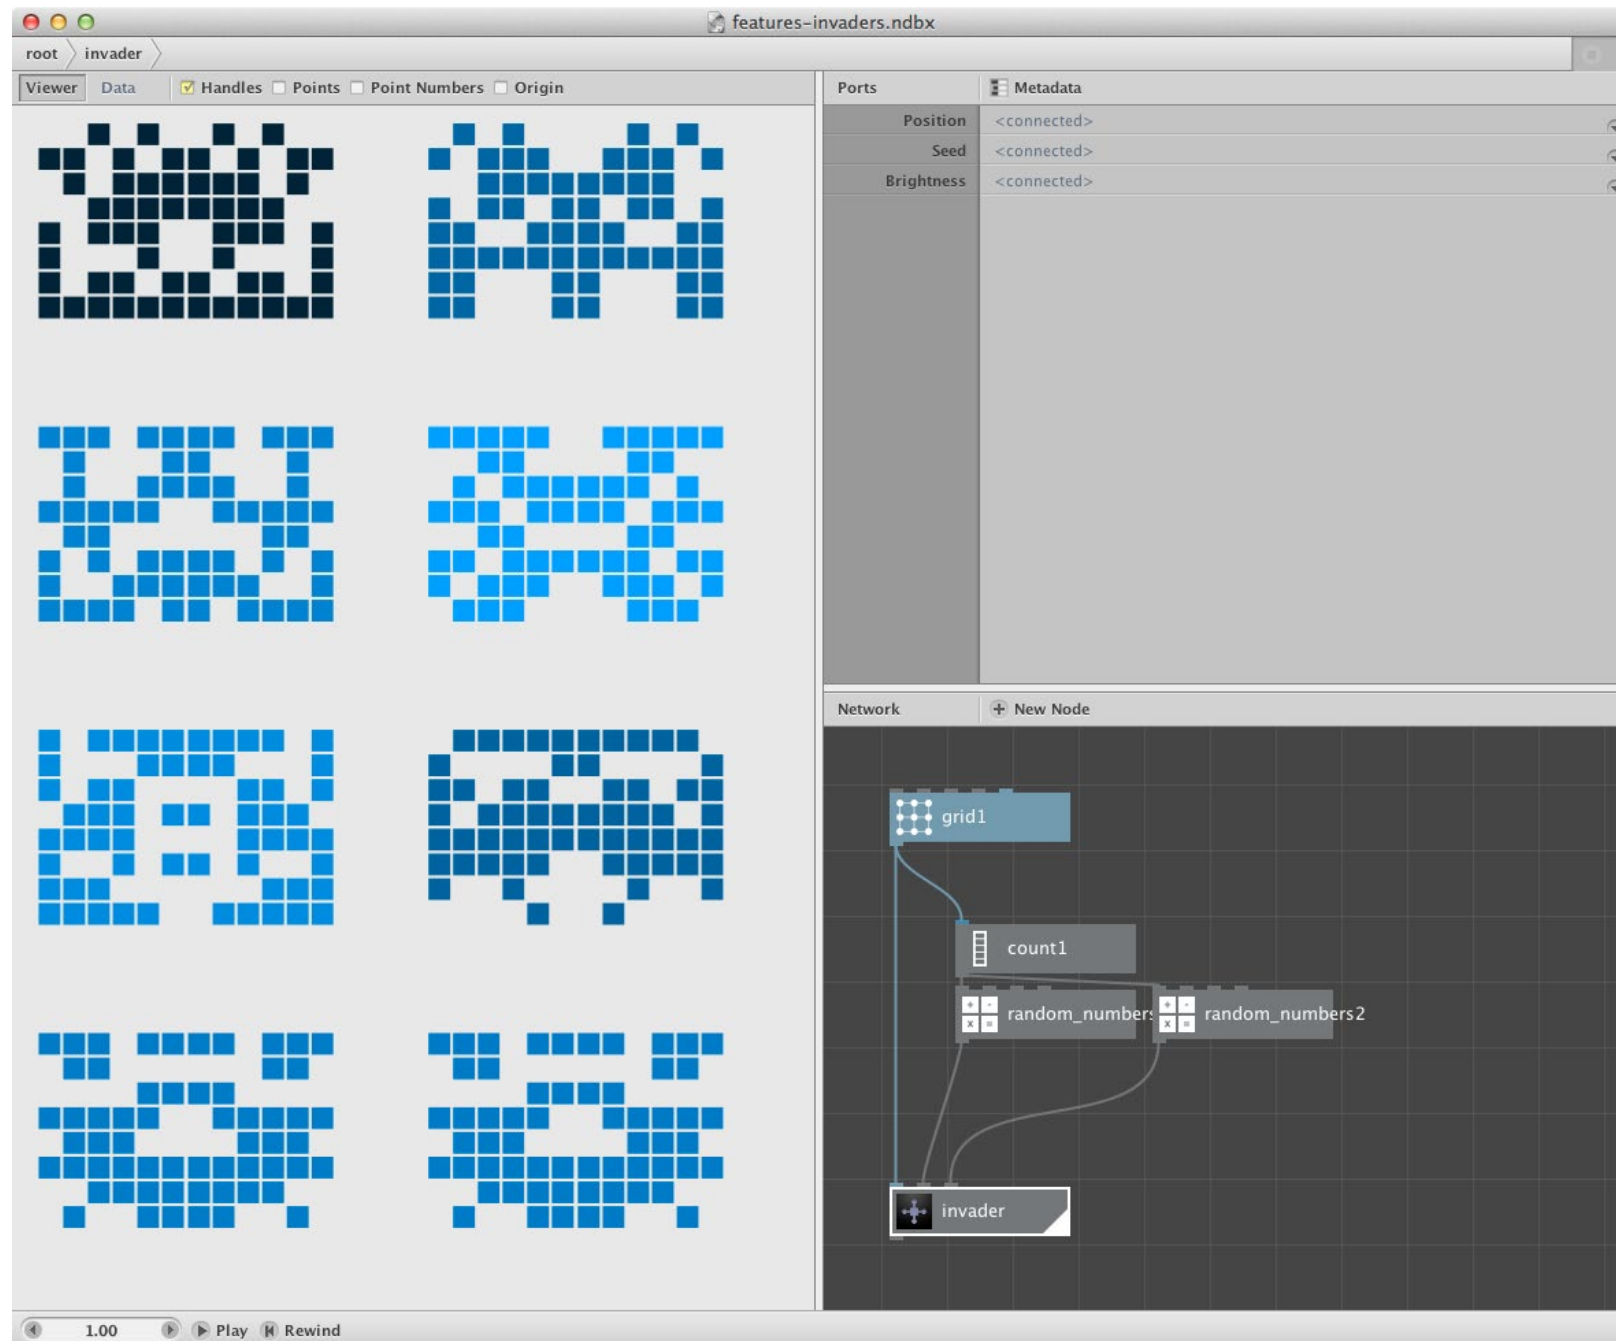 features-invaders.ndbx
root invader
Viewer Data Handles Points Point Numbers Origin
Ports Metadata
Position <connected>
Seed <connected>
Brightness <connected>
Network New Node
grid1
count1
random_numbers
random_numbers2
invader
1.00 Play Rewind